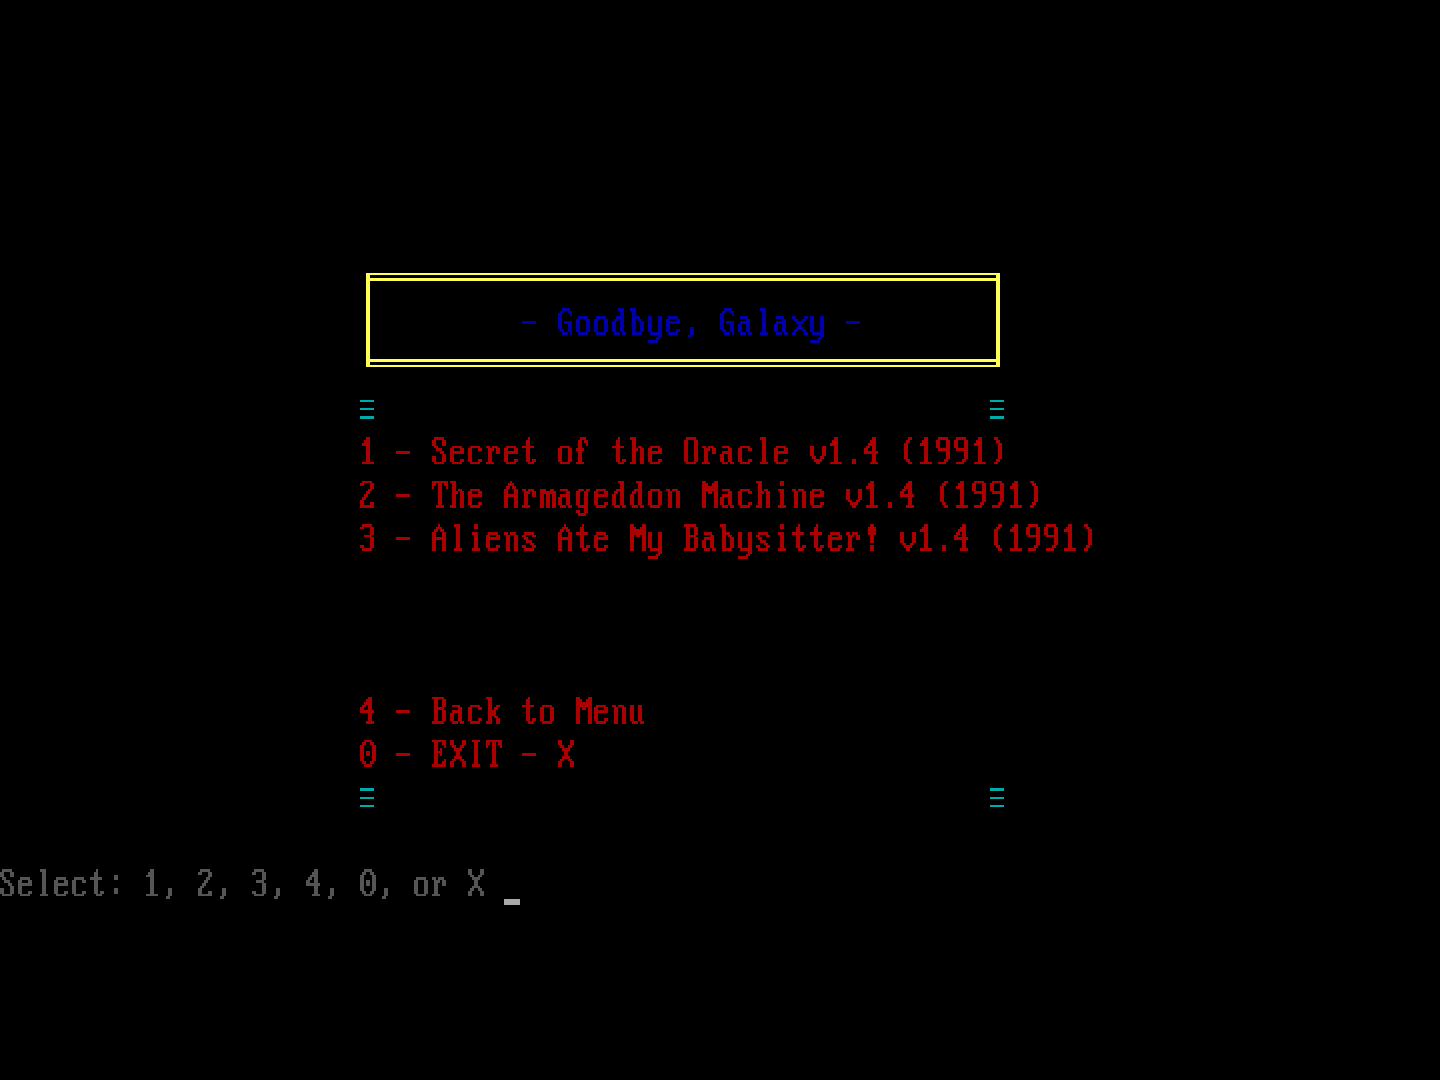 - Goodbye, Galaxy -
≡ ≡
1 - Secret of the Oracle v1.4 (1991)
2 - The Armageddon Machine v1.4 (1991)
3 - Aliens Ate My Babysitter! v1.4 (1991)
4 - Back to Menu
0 - EXIT - X
≡ ≡
Select: 1, 2, 3, 4, 0, or X _